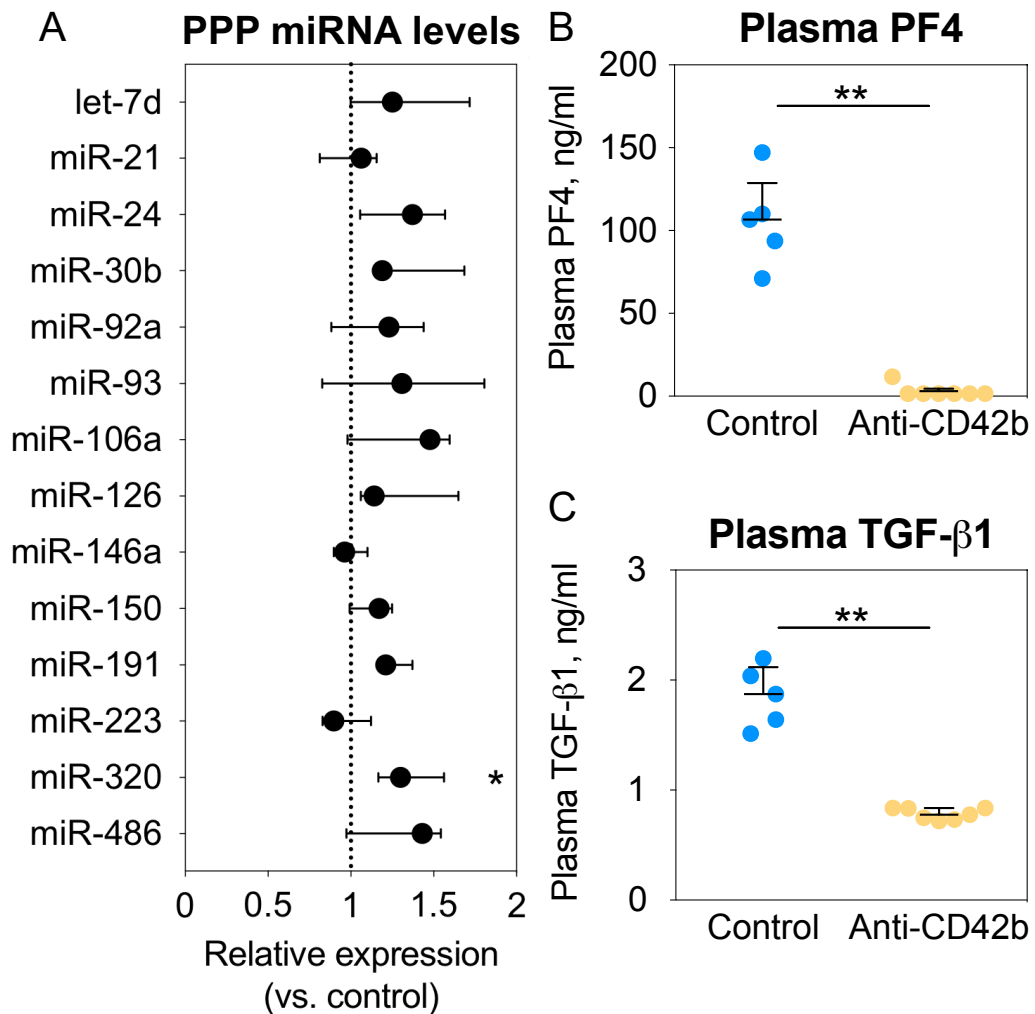 A
PPP miRNA levels
let-7d
miR-21
miR-24
miR-30b
miR-92a
miR-93
miR-106a
miR-126
miR-146a
miR-150
miR-191
miR-223
miR-320
*
miR-486
0 0.5 1 1.5 2
Relative expression
(vs. control)
B
Plasma PF4
Plasma PF4, ng/ml
200
150
100
50
0
**
Control Anti-CD42b
C
Plasma TGF-β1
Plasma TGF-β1, ng/ml
3
2
1
0
**
Control Anti-CD42b